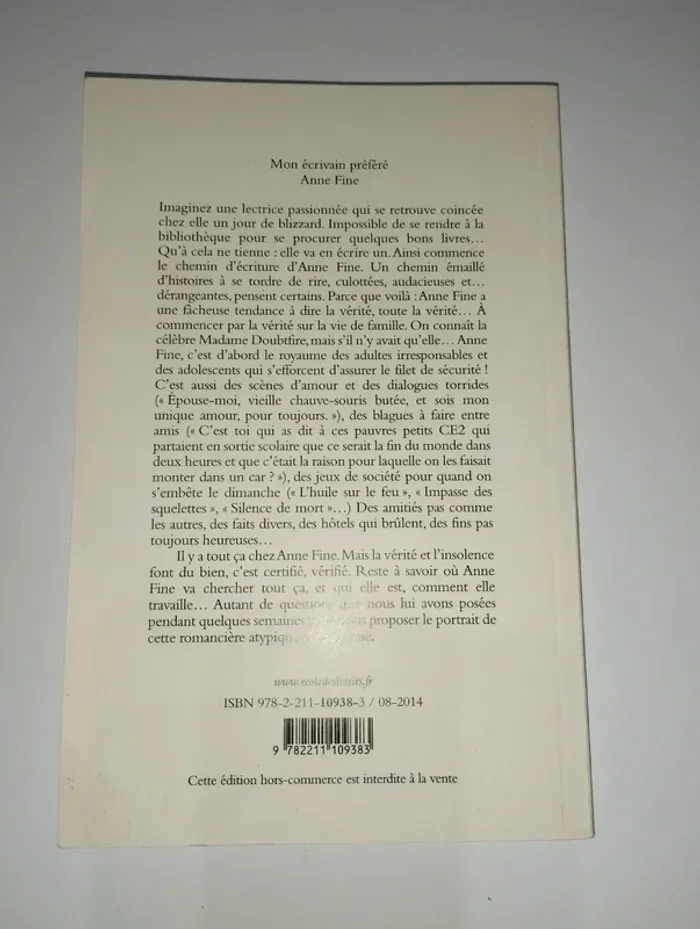 Mon écrivain préféré
Anne Fine
Imaginez une lectrice passionnée qui se retrouve coincée
chez elle un jour de blizzard. Impossible de se rendre à la
bibliothèque pour se procurer quelques bons livres…
Qu'à cela ne tienne : elle va en écrire un. Ainsi commence
le chemin d'écriture d'Anne Fine. Un chemin émaillé
d'histoires à se tordre de rire, culottées, audacieuses et…
dérangeantes, pensent certains. Parce que voilà : Anne Fine a
une fâcheuse tendance à dire la vérité, toute la vérité… À
commencer par la vérité sur la vie de famille. On connaît la
célèbre Madame Doubtfire, mais s'il n'y avait qu'elle… Anne
Fine, c'est d'abord le royaume des adultes irresponsables et
des adolescents qui s'efforcent d'assurer le filet de sécurité !
C'est aussi des scènes d'amour et des dialogues torrides
(« Épouse-moi, vieille chauve-souris butée, et sois mon
unique amour, pour toujours. »), des blagues à faire entre
amis (« C'est toi qui as dit à ces pauvres petits CE2 qui
partaient en sortie scolaire que ce serait la fin du monde dans
deux heures et que c'était la raison pour laquelle on les faisait
monter dans un car ? »), des jeux de société pour quand on
s'embête le dimanche (« L'huile sur le feu », « Impasse des
squelettes », « Silence de mort »…) Des amitiés pas comme
les autres, des faits divers, des hôtels qui brûlent, des fins pas
toujours heureuses…
Il y a tout ça chez Anne Fine. Mais la vérité et l'insolence
font du bien, c'est certifié, vérifié. Reste à savoir où Anne
Fine va chercher tout ça, et qui elle est, comment elle
travaille… Autant de questions que nous lui avons posées
pendant quelques semaines proposer le portrait de
cette romancière
www.ecoledesloisirs.fr
ISBN 978-2-211-10938-3 / 08-2014
9 782211 109383
Cette édition hors-commerce est interdite à la vente